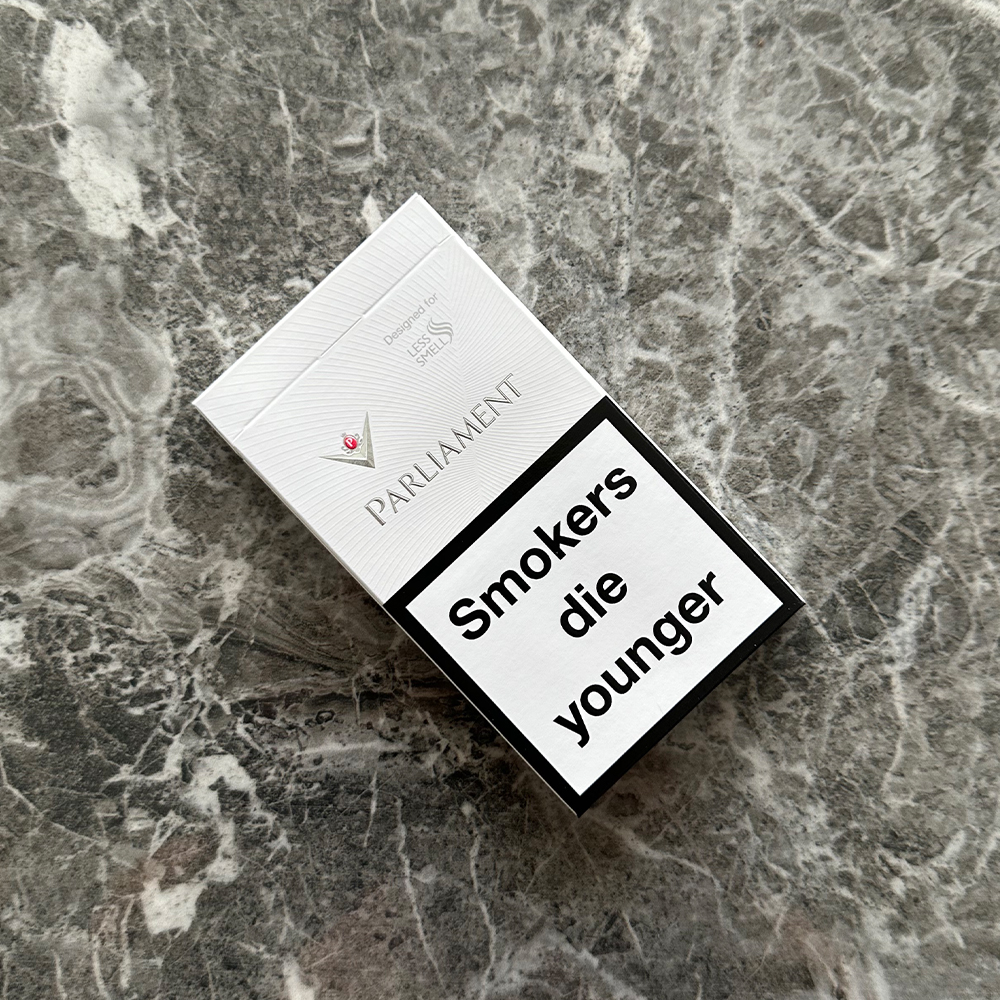 Designed for
LESS
SMELL
P
PARLIAMENT
Smokers
die
younger